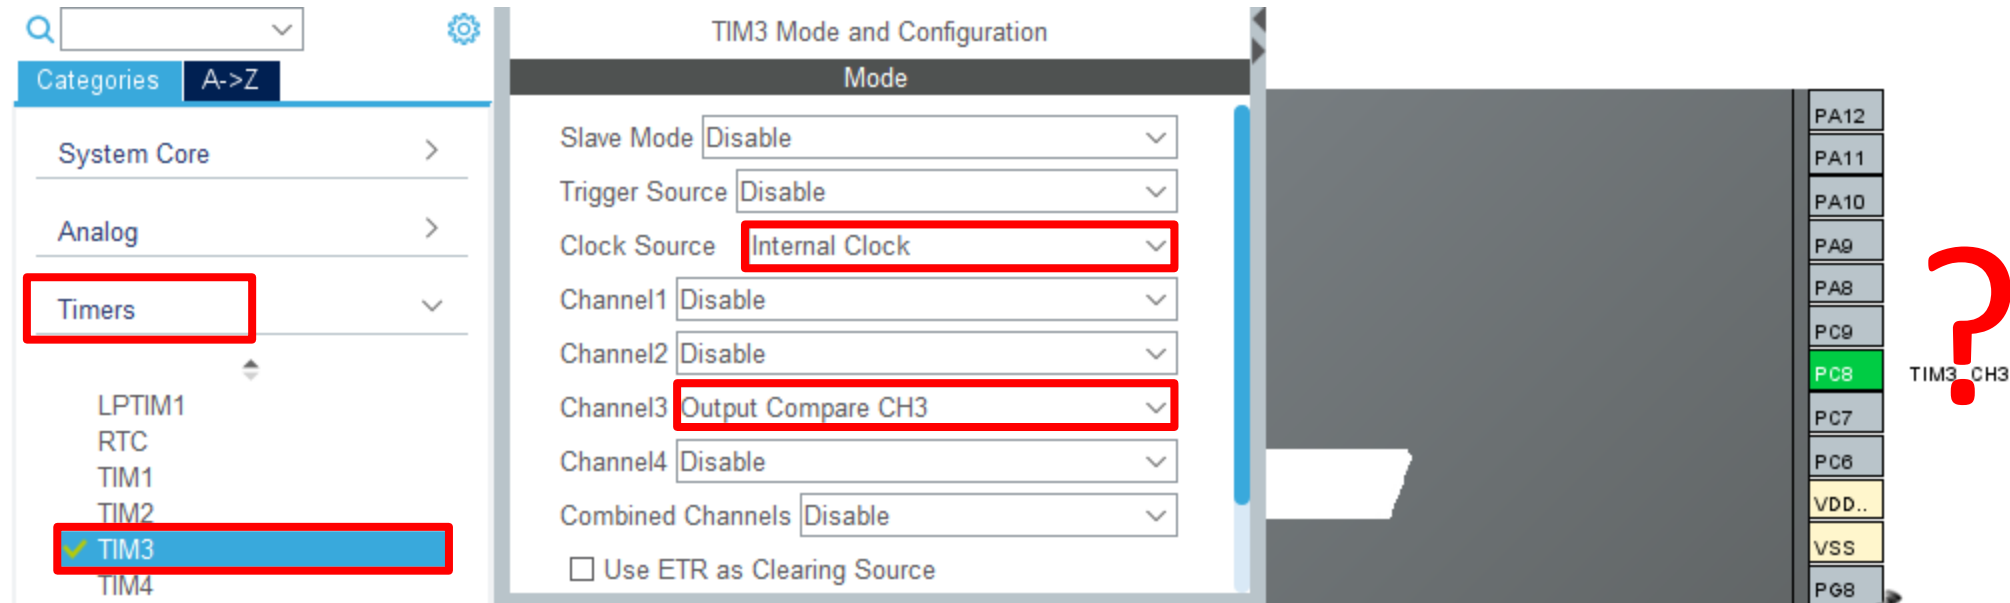 Categories
A->Z
System Core
Analog
Timers
LPTIM1
RTC
TIM1
TIM2
TIM3
TIM4
TIM3 Mode and Configuration
Mode
Slave Mode Disable
Trigger Source Disable
Clock Source Internal Clock
Channel1 Disable
Channel2 Disable
Channel3 Output Compare CH3
Channel4 Disable
Combined Channels Disable
Use ETR as Clearing Source
PA12
PA11
PA10
PA9
PA8
PC9
PC8 TIM3_CH3
PC7
PC6
VDD..
VSS
PG8
?